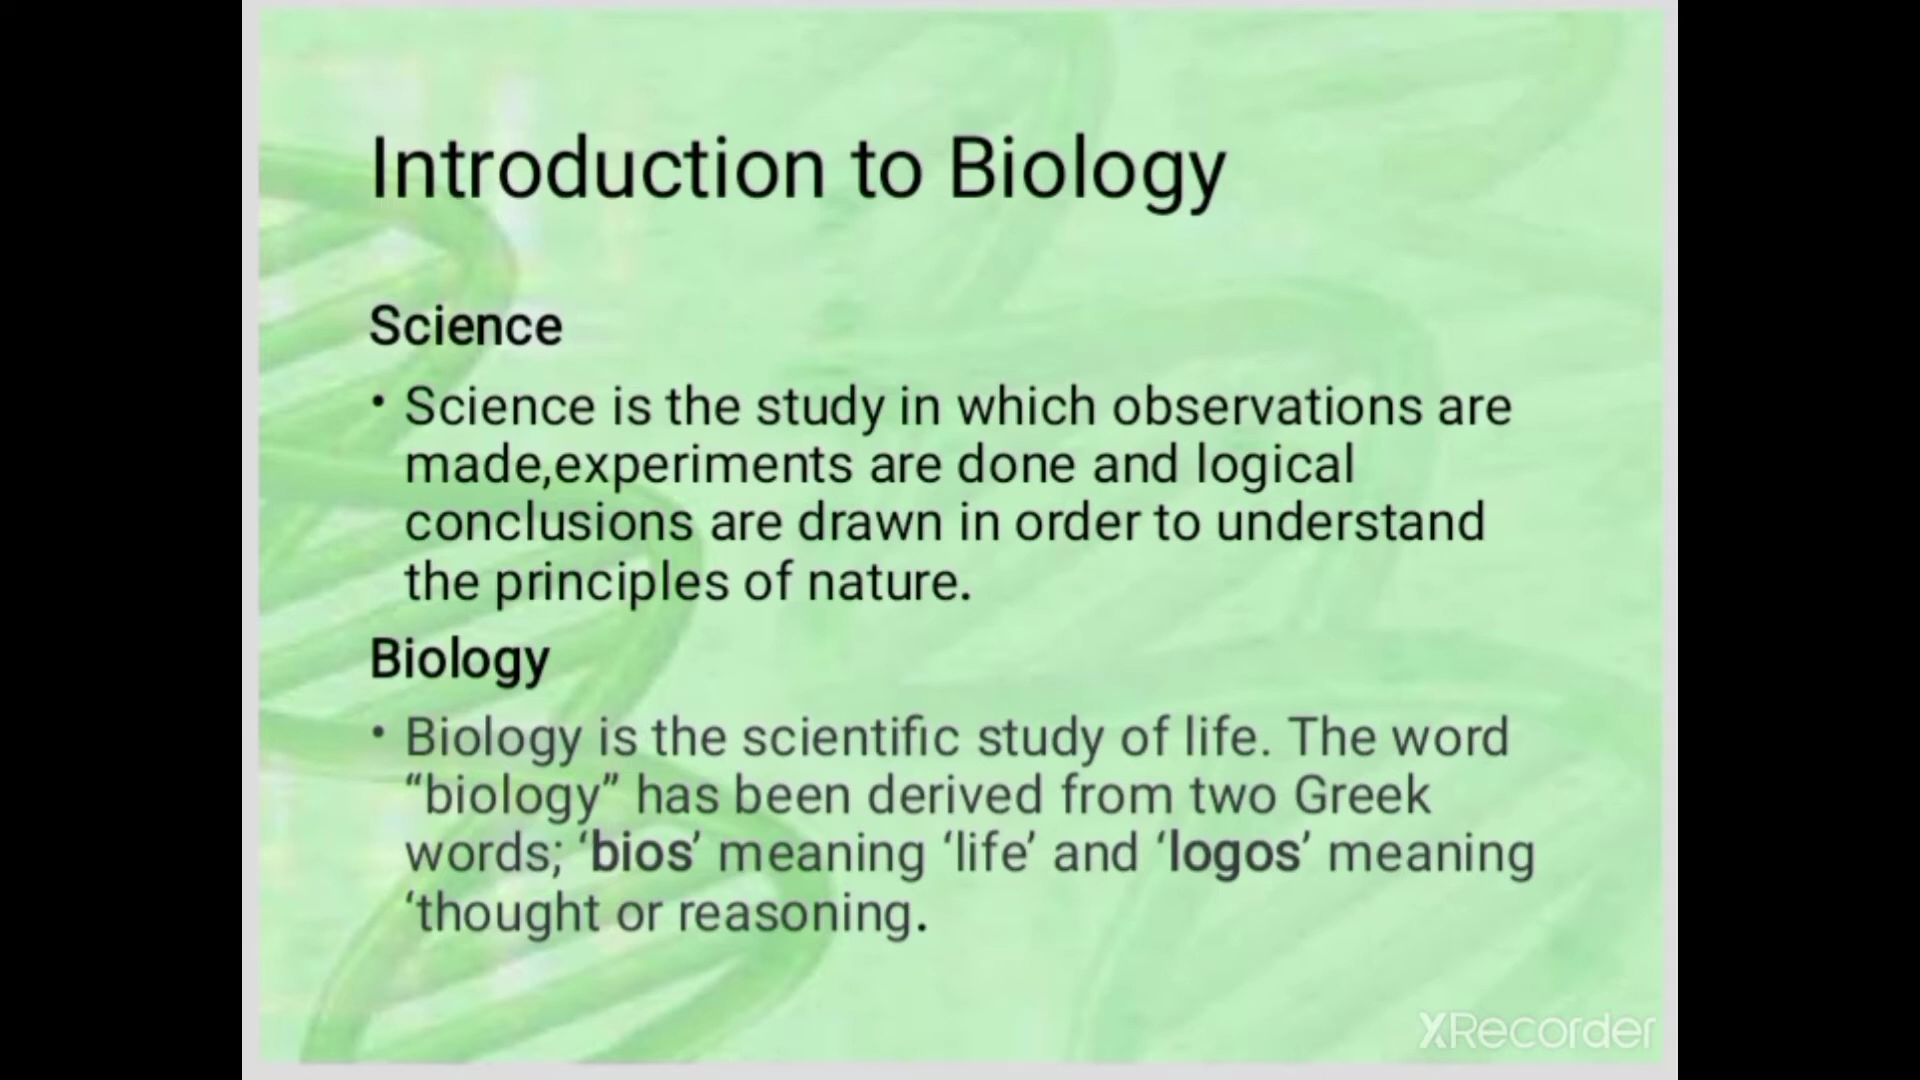 Introduction to Biology
Science
• Science is the study in which observations are
made,experiments are done and logical
conclusions are drawn in order to understand
the principles of nature.
Biology
• Biology is the scientific study of life. The word
“biology” has been derived from two Greek
words; ‘bios’ meaning ‘life’ and ‘logos’ meaning
‘thought or reasoning.
XRecorder